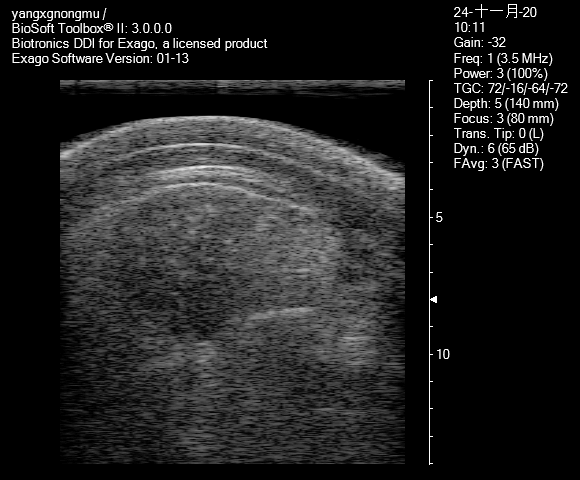 yangxgnongmu /
BioSoft Toolbox® II: 3.0.0.0
Biotronics DDI for Exago, a licensed product
Exago Software Version: 01-13
24-十一月-20
10:11
Gain: -32
Freq: 1 (3.5 MHz)
Power: 3 (100%)
TGC: 72/-16/-64/-72
Depth: 5 (140 mm)
Focus: 3 (80 mm)
Trans. Tip: 0 (L)
Dyn.: 6 (65 dB)
FAvg: 3 (FAST)
5
10